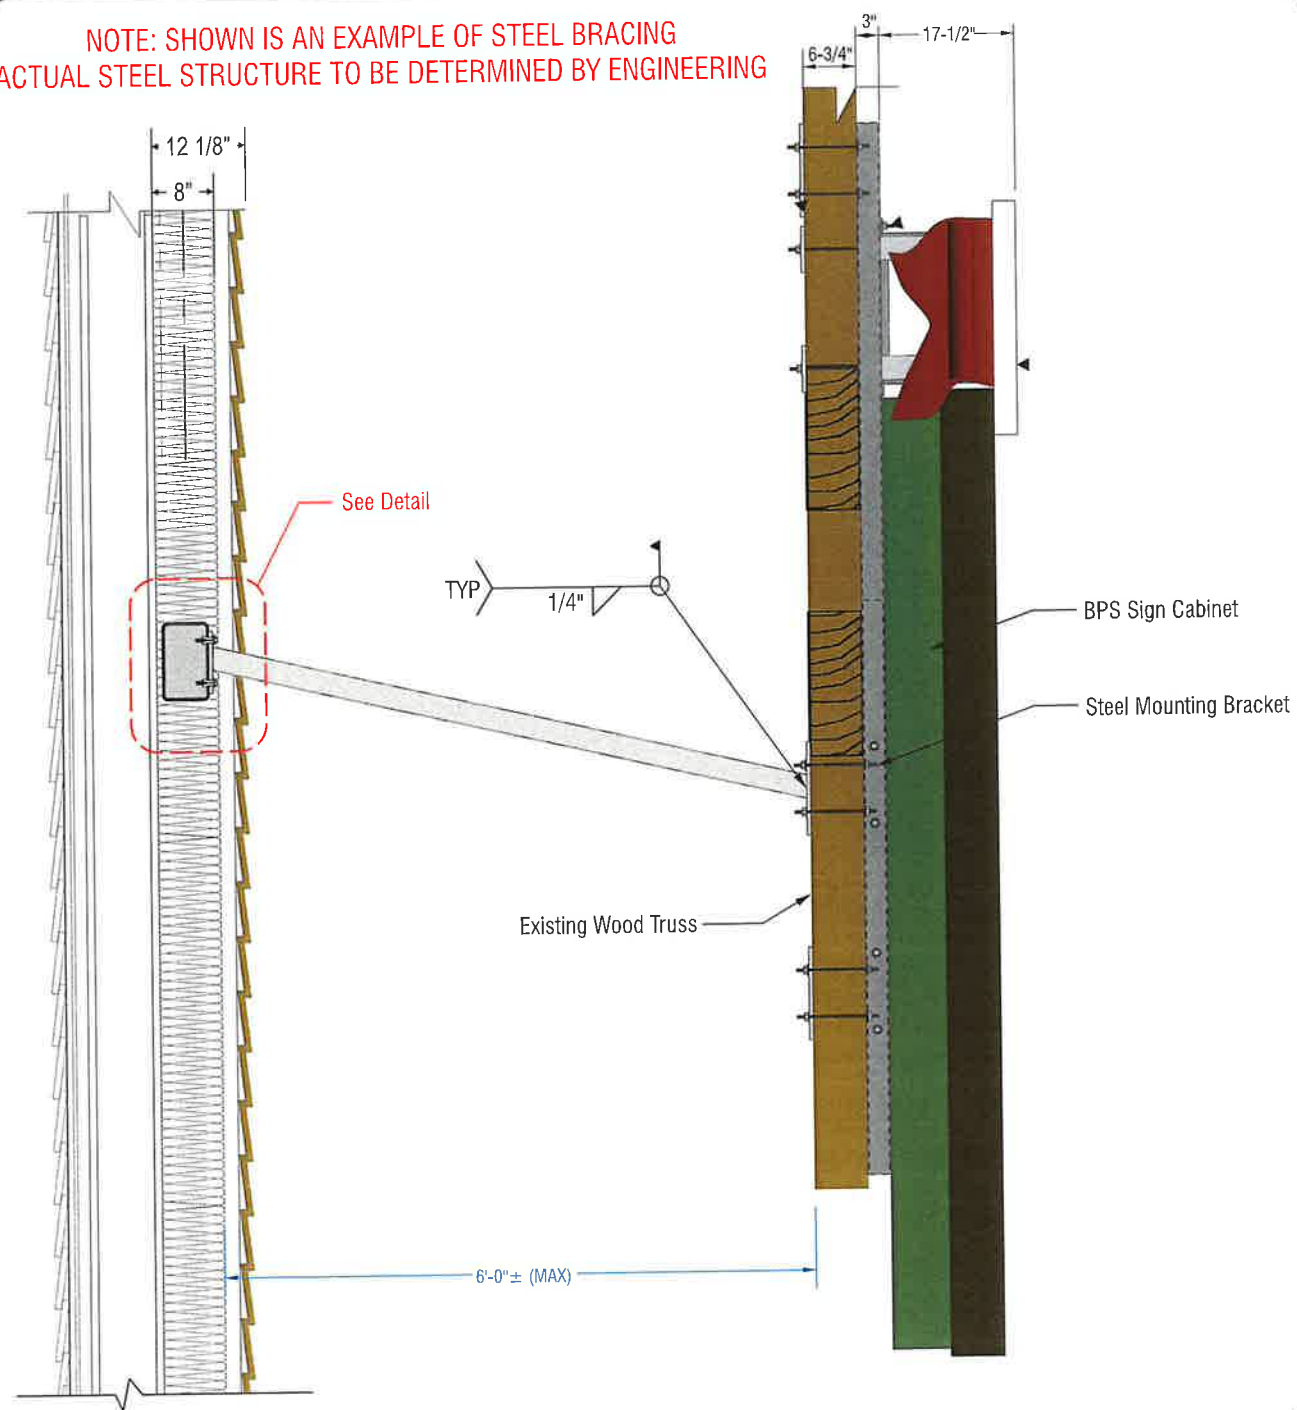 NOTE: SHOWN IS AN EXAMPLE OF STEEL BRACING
ACTUAL STEEL STRUCTURE TO BE DETERMINED BY ENGINEERING
3"
17-1/2"
6-3/4"
12 1/8"
8"
See Detail
TYP
1/4"
BPS Sign Cabinet
Steel Mounting Bracket
Existing Wood Truss
6'-0"± (MAX)